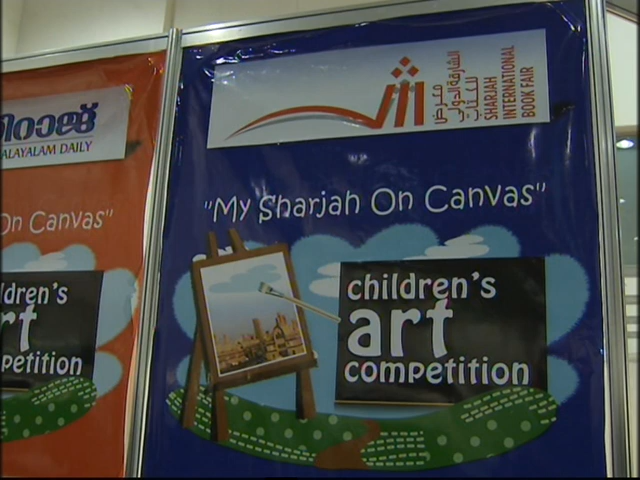 ിറാജ്
ALAYALAM DAILY
On Canvas"
ldren's
rt
petition
معرض
الشارقة الدولي
للكتاب
SHARJAH
INTERNATIONAL
BOOK FAIR
"My Sharjah On Canvas"
children's
art
competition